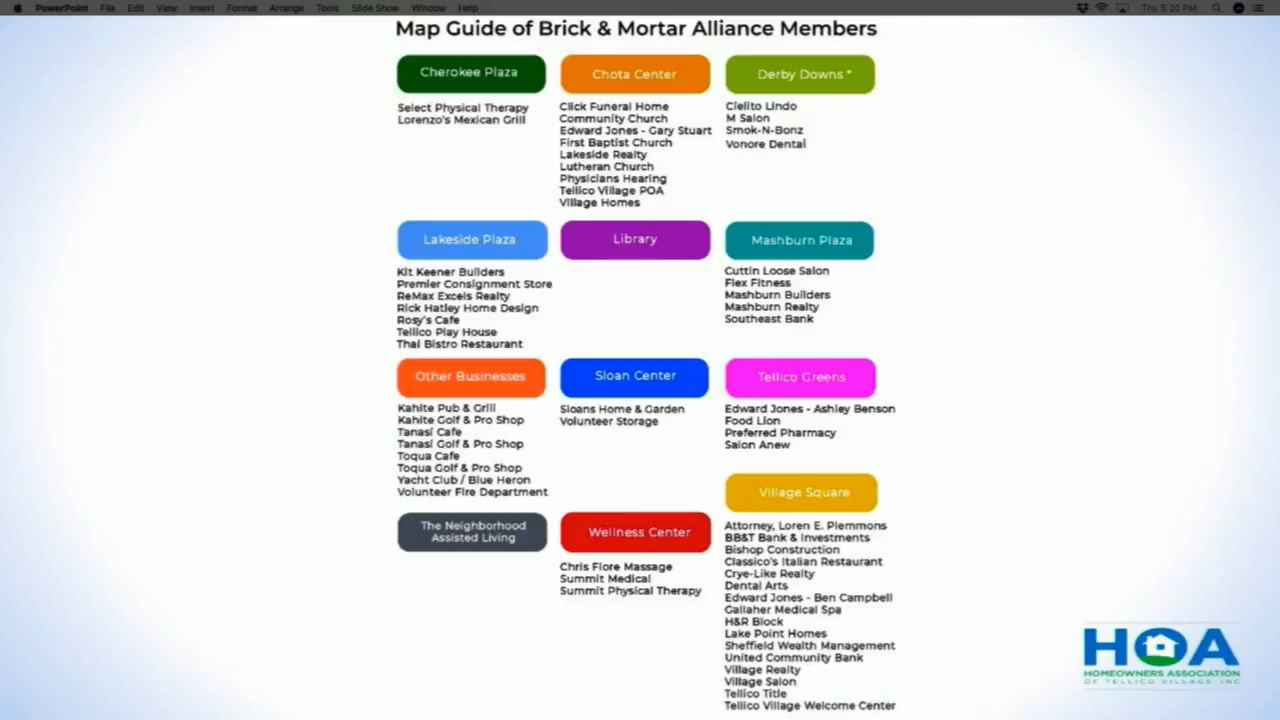 PowerPoint File Edit View Insert Format Arrange Tools Slide Show Window Help Thu 5:20 PM
Map Guide of Brick & Mortar Alliance Members
Cherokee Plaza
Select Physical Therapy
Lorenzo's Mexican Grill
Chota Center
Click Funeral Home
Community Church
Edward Jones - Gary Stuart
First Baptist Church
Lakeside Realty
Lutheran Church
Physicians Hearing
Tellico Village POA
Village Homes
Derby Downs *
Cielito Lindo
M Salon
Smok-N-Bonz
Vonore Dental
Lakeside Plaza
Kit Keener Builders
Premier Consignment Store
ReMax Excels Realty
Rick Hatley Home Design
Rosy's Cafe
Tellico Play House
Thai Bistro Restaurant
Library
Mashburn Plaza
Cuttin Loose Salon
Flex Fitness
Mashburn Builders
Mashburn Realty
Southeast Bank
Other Businesses
Kahite Pub & Grill
Kahite Golf & Pro Shop
Tanasi Cafe
Tanasi Golf & Pro Shop
Toqua Cafe
Toqua Golf & Pro Shop
Yacht Club / Blue Heron
Volunteer Fire Department
Sloan Center
Sloans Home & Garden
Volunteer Storage
Tellico Greens
Edward Jones - Ashley Benson
Food Lion
Preferred Pharmacy
Salon Anew
The Neighborhood
Assisted Living
Wellness Center
Chris Flore Massage
Summit Medical
Summit Physical Therapy
Village Square
Attorney, Loren E. Plemmons
BB&T Bank & Investments
Bishop Construction
Classico's Italian Restaurant
Crye-Like Realty
Dental Arts
Edward Jones - Ben Campbell
Gallaher Medical Spa
H&R Block
Lake Point Homes
Sheffield Wealth Management
United Community Bank
Village Realty
Village Salon
Tellico Title
Tellico Village Welcome Center
HOA
HOMEOWNERS ASSOCIATION
OF TELLICO VILLAGE INC